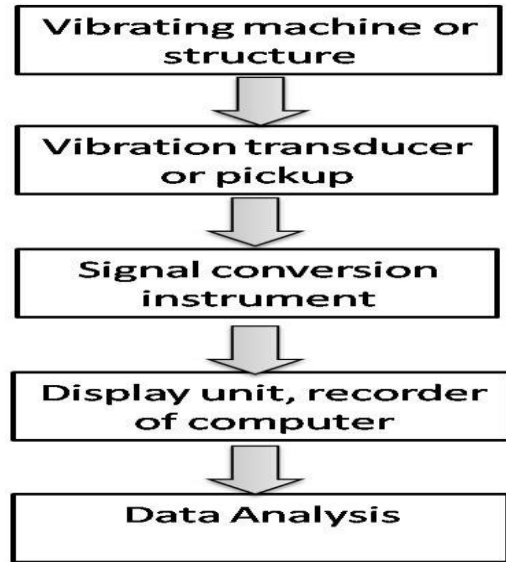 Vibrating machine or
structure
Vibration transducer
or pickup
Signal conversion
instrument
Display unit, recorder
of computer
Data Analysis